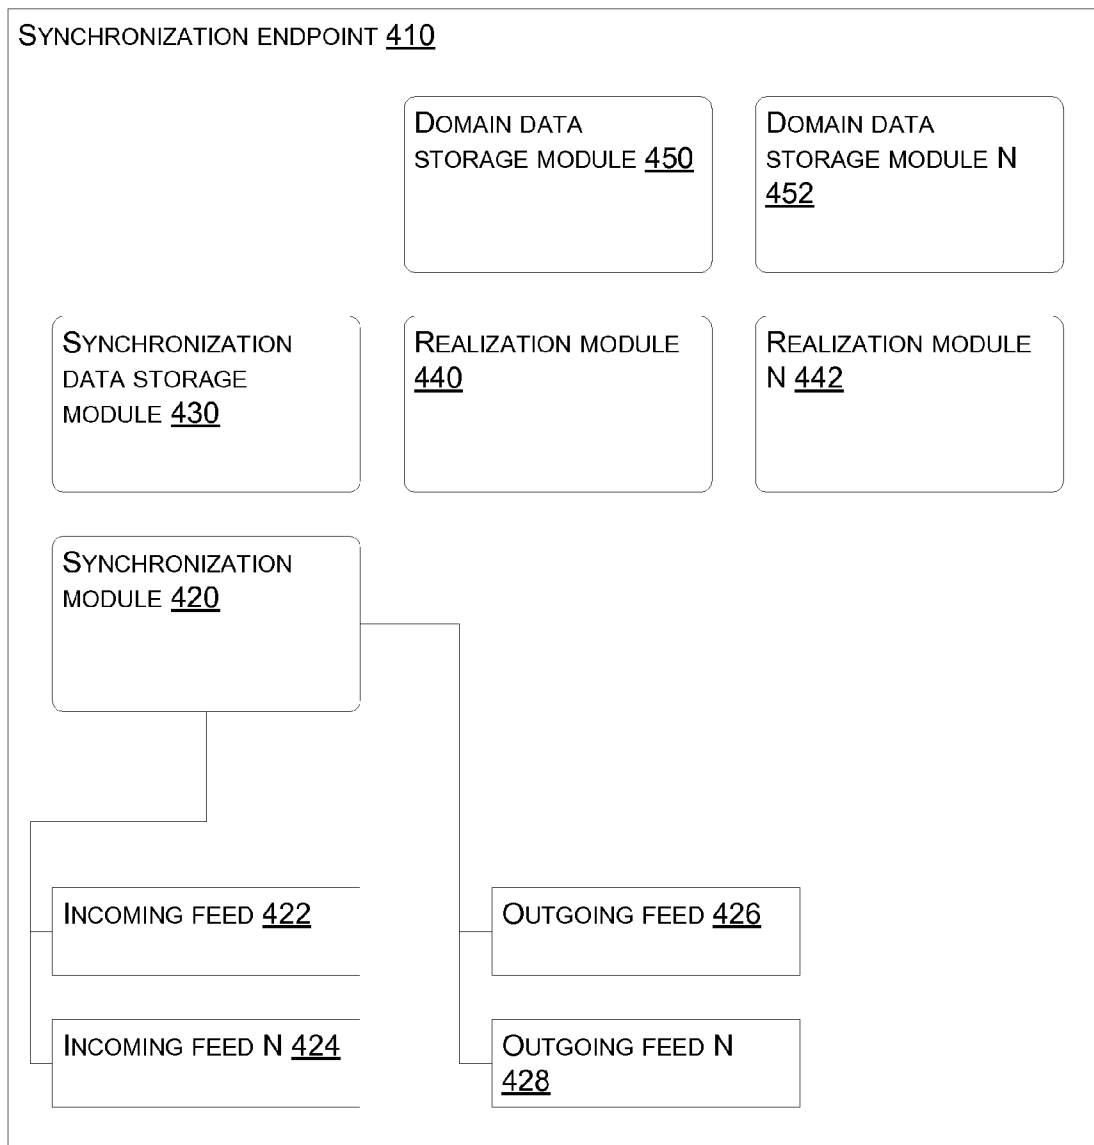 SYNCHRONIZATION ENDPOINT 410
DOMAIN DATA
STORAGE MODULE 450
DOMAIN DATA
STORAGE MODULE N
452
SYNCHRONIZATION
DATA STORAGE
MODULE 430
REALIZATION MODULE
440
REALIZATION MODULE
N 442
SYNCHRONIZATION
MODULE 420
INCOMING FEED 422
OUTGOING FEED 426
INCOMING FEED N 424
OUTGOING FEED N
428